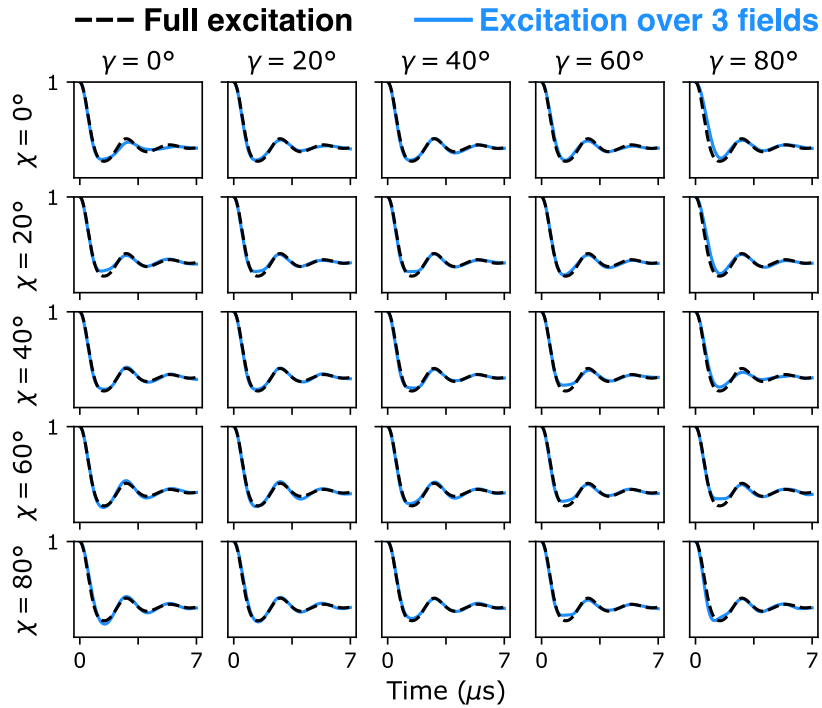 Full excitation Excitation over 3 fields
γ = 0° γ = 20° γ = 40° γ = 60° γ = 80°
1
χ = 0°
1
χ = 20°
1
χ = 40°
1
χ = 60°
1
χ = 80°
0 7 0 7 0 7 0 7 0 7
Time (μs)